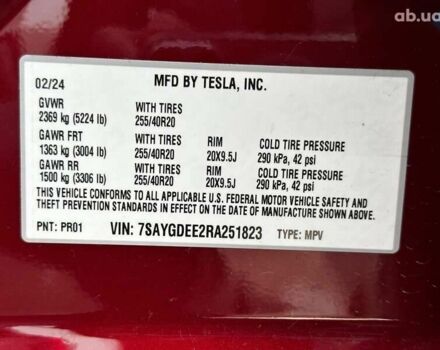 ab.ua
02/24 MFD BY TESLA, INC.
GVWR WITH TIRES
2369 kg (5224 lb) 255/40R20
GAWR FRT WITH TIRES RIM COLD TIRE PRESSURE
1363 kg (3004 lb) 255/40R20 20X9.5J 290 kPa, 42 psi
GAWR RR WITH TIRES RIM COLD TIRE PRESSURE
1500 kg (3306 lb) 255/40R20 20X9.5J 290 kPa, 42 psi
THIS VEHICLE CONFORMS TO ALL APPLICABLE U.S. FEDERAL MOTOR VEHICLE SAFETY AND
THEFT PREVENTION STANDARDS IN EFFECT ON THE DATE OF MANUFACTURE SHOWN ABOVE.
PNT: PR01 VIN: 7SAYGDEE2RA251823 TYPE: MPV